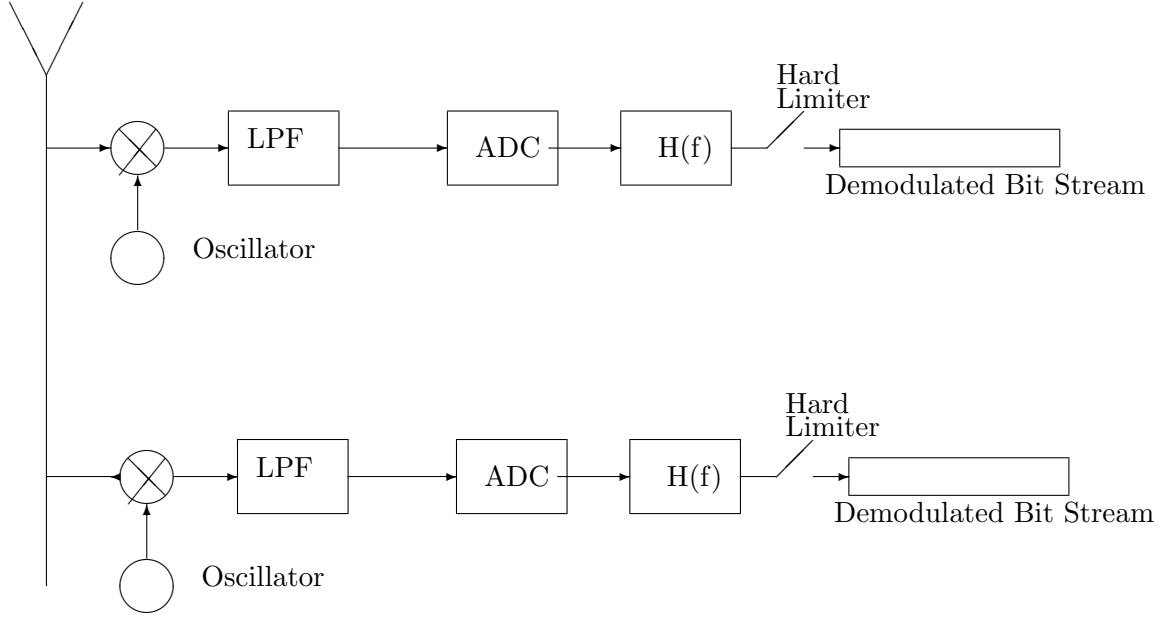 Hard
Limiter
LPF
ADC
H(f)
Demodulated Bit Stream
Oscillator
Hard
Limiter
LPF
ADC
H(f)
Demodulated Bit Stream
Oscillator